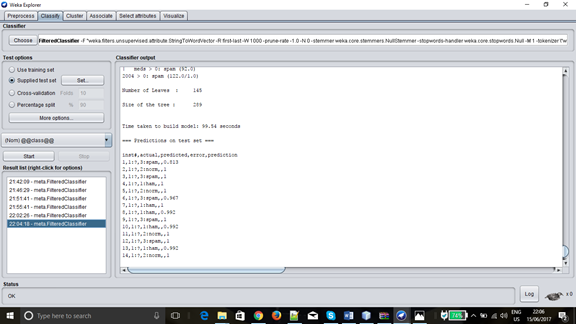 Weka Explorer
Preprocess Classify Cluster Associate Select attributes Visualize
Classifier
Choose FilteredClassifier -F "weka.filters.unsupervised.attribute.StringToWordVector -R first-last -W 1000 -prune-rate -1.0 -N 0 -stemmer weka.core.stemmers.NullStemmer -stopwords-handler weka.core.stopwords.Null -M 1 -tokenizer
Test options
Use training set
Supplied test set Set...
Cross-validation Folds 10
Percentage split % 80
More options...
(Nom) @@class@@
Start Stop
Result list (right-click for options)
21:42:09 - meta.FilteredClassifier
21:46:29 - meta.FilteredClassifier
21:51:41 - meta.FilteredClassifier
21:55:41 - meta.FilteredClassifier
22:02:26 - meta.FilteredClassifier
22:04:18 - meta.FilteredClassifier
Classifier output
| meds > 0: spam (92.0)
2004 > 0: spam (122.0/1.0)
Number of Leaves : 145
Size of the tree : 289
Time taken to build model: 99.84 seconds
=== Predictions on test set ===
inst#,actual,predicted,error,prediction
1,1:?,3:spam,,0.813
2,1:?,2:norm,,1
3,1:?,3:spam,,1
4,1:?,1:ham,,1
5,1:?,2:norm,,1
6,1:?,3:spam,,0.967
7,1:?,1:ham,,1
8,1:?,1:ham,,0.992
9,1:?,3:spam,,1
10,1:?,1:ham,,0.992
11,1:?,2:norm,,1
12,1:?,3:spam,,1
13,1:?,1:ham,,0.992
14,1:?,2:norm,,1
Status
OK
Log x 0
Type here to search
74%
ENG
US
22:06
15/06/2017